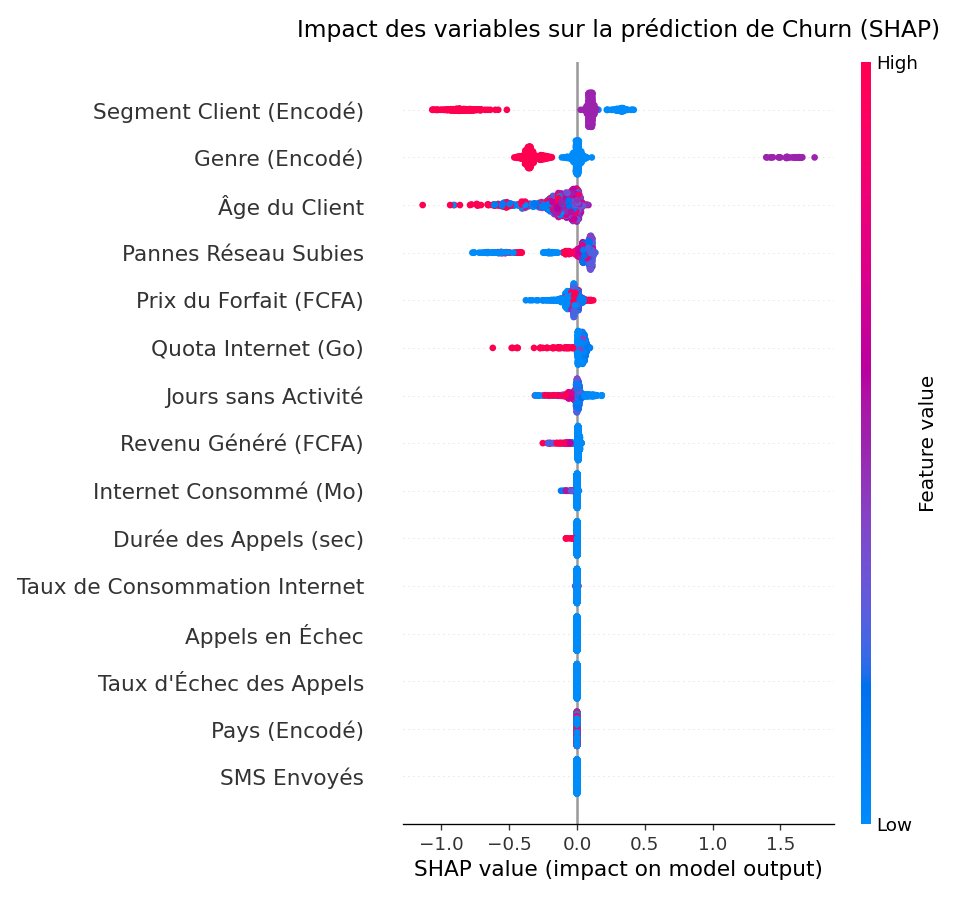 Impact des variables sur la prédiction de Churn (SHAP)
High
Segment Client (Encodé)
Genre (Encodé)
Âge du Client
Pannes Réseau Subies
Prix du Forfait (FCFA)
Quota Internet (Go)
Jours sans Activité
Revenu Généré (FCFA)
Internet Consommé (Mo)
Durée des Appels (sec)
Taux de Consommation Internet
Appels en Échec
Taux d'Échec des Appels
Pays (Encodé)
SMS Envoyés
Feature value
Low
−1.0 −0.5 0.0 0.5 1.0 1.5
SHAP value (impact on model output)